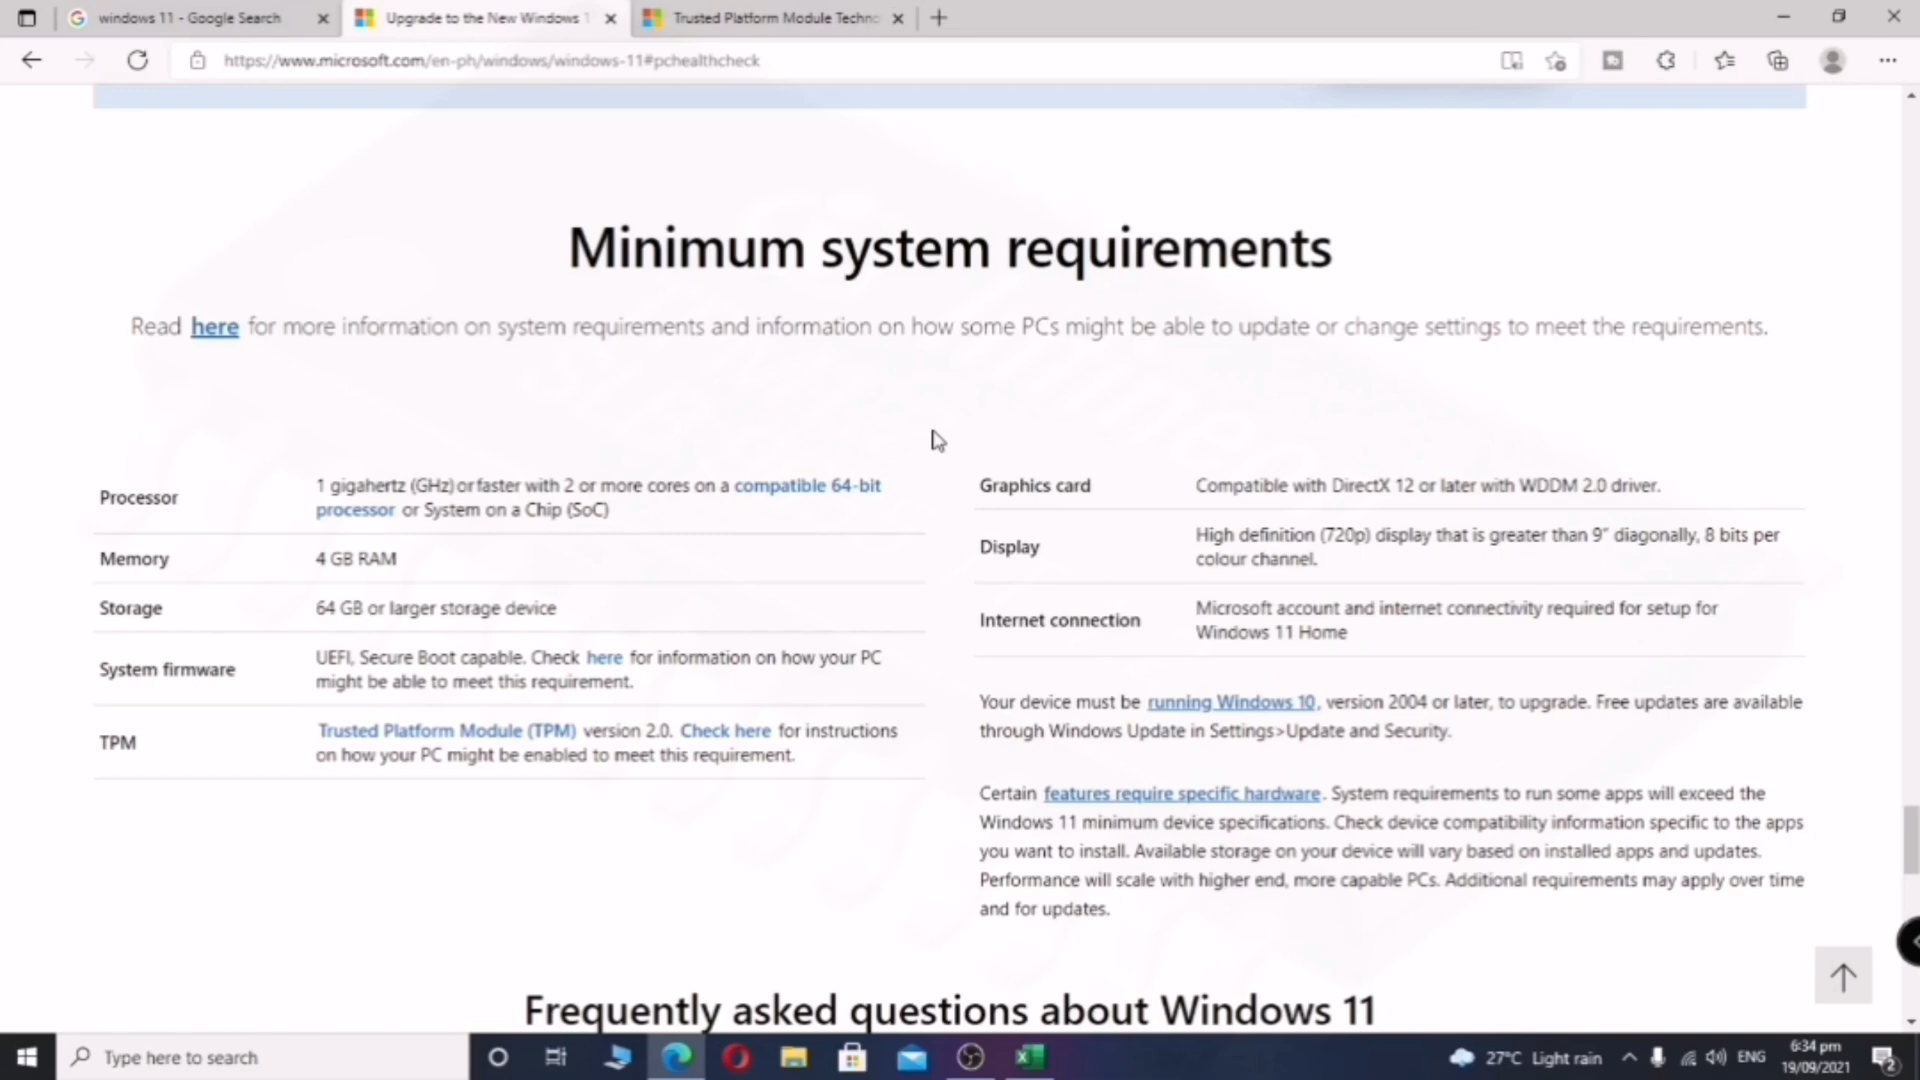 windows 11 - Google Search
Upgrade to the New Windows 1
Trusted Platform Module Techno
https://www.microsoft.com/en-ph/windows/windows-11#pchealthcheck
Minimum system requirements
Read here for more information on system requirements and information on how some PCs might be able to update or change settings to meet the requirements.
Processor
1 gigahertz (GHz) or faster with 2 or more cores on a compatible 64-bit
processor or System on a Chip (SoC)
Memory
4 GB RAM
Storage
64 GB or larger storage device
System firmware
UEFI, Secure Boot capable. Check here for information on how your PC
might be able to meet this requirement.
TPM
Trusted Platform Module (TPM) version 2.0. Check here for instructions
on how your PC might be enabled to meet this requirement.
Graphics card
Compatible with DirectX 12 or later with WDDM 2.0 driver.
Display
High definition (720p) display that is greater than 9” diagonally, 8 bits per
colour channel.
Internet connection
Microsoft account and internet connectivity required for setup for
Windows 11 Home
Your device must be running Windows 10, version 2004 or later, to upgrade. Free updates are available
through Windows Update in Settings>Update and Security.
Certain features require specific hardware. System requirements to run some apps will exceed the
Windows 11 minimum device specifications. Check device compatibility information specific to the apps
you want to install. Available storage on your device will vary based on installed apps and updates.
Performance will scale with higher end, more capable PCs. Additional requirements may apply over time
and for updates.
Frequently asked questions about Windows 11
Type here to search
27°C Light rain
ENG
6:34 pm
19/09/2021
2